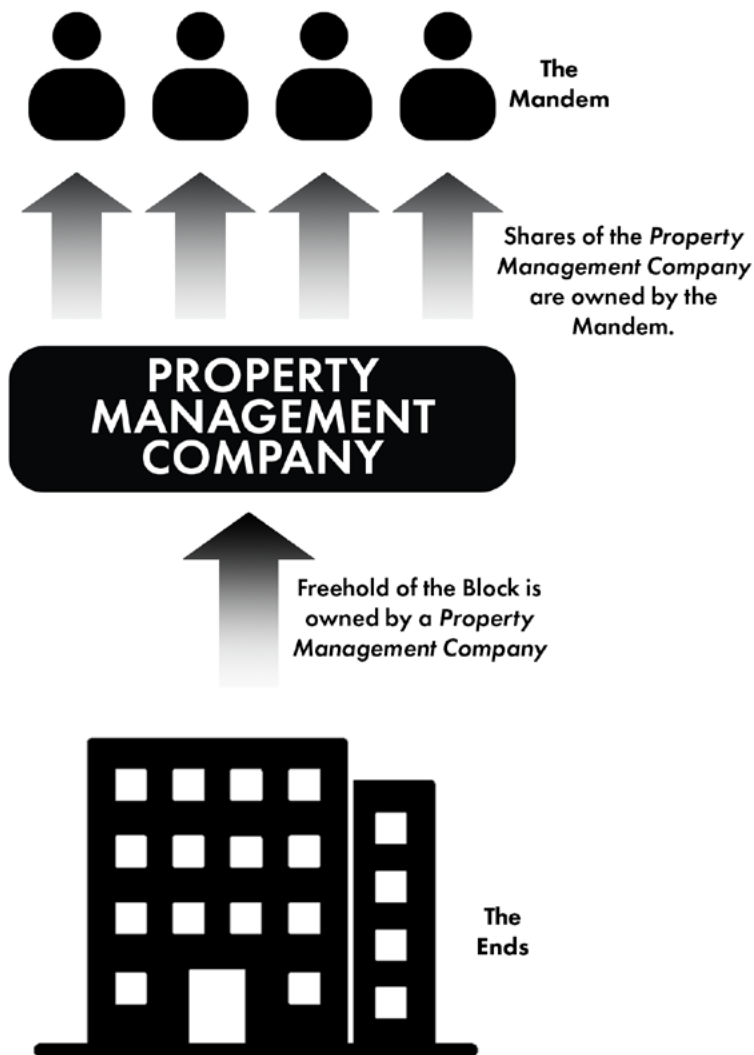 The
Mandem
Shares of the Property
Management Company
are owned by the
Mandem.
PROPERTY
MANAGEMENT
COMPANY
Freehold of the Block is
owned by a Property
Management Company
The
Ends